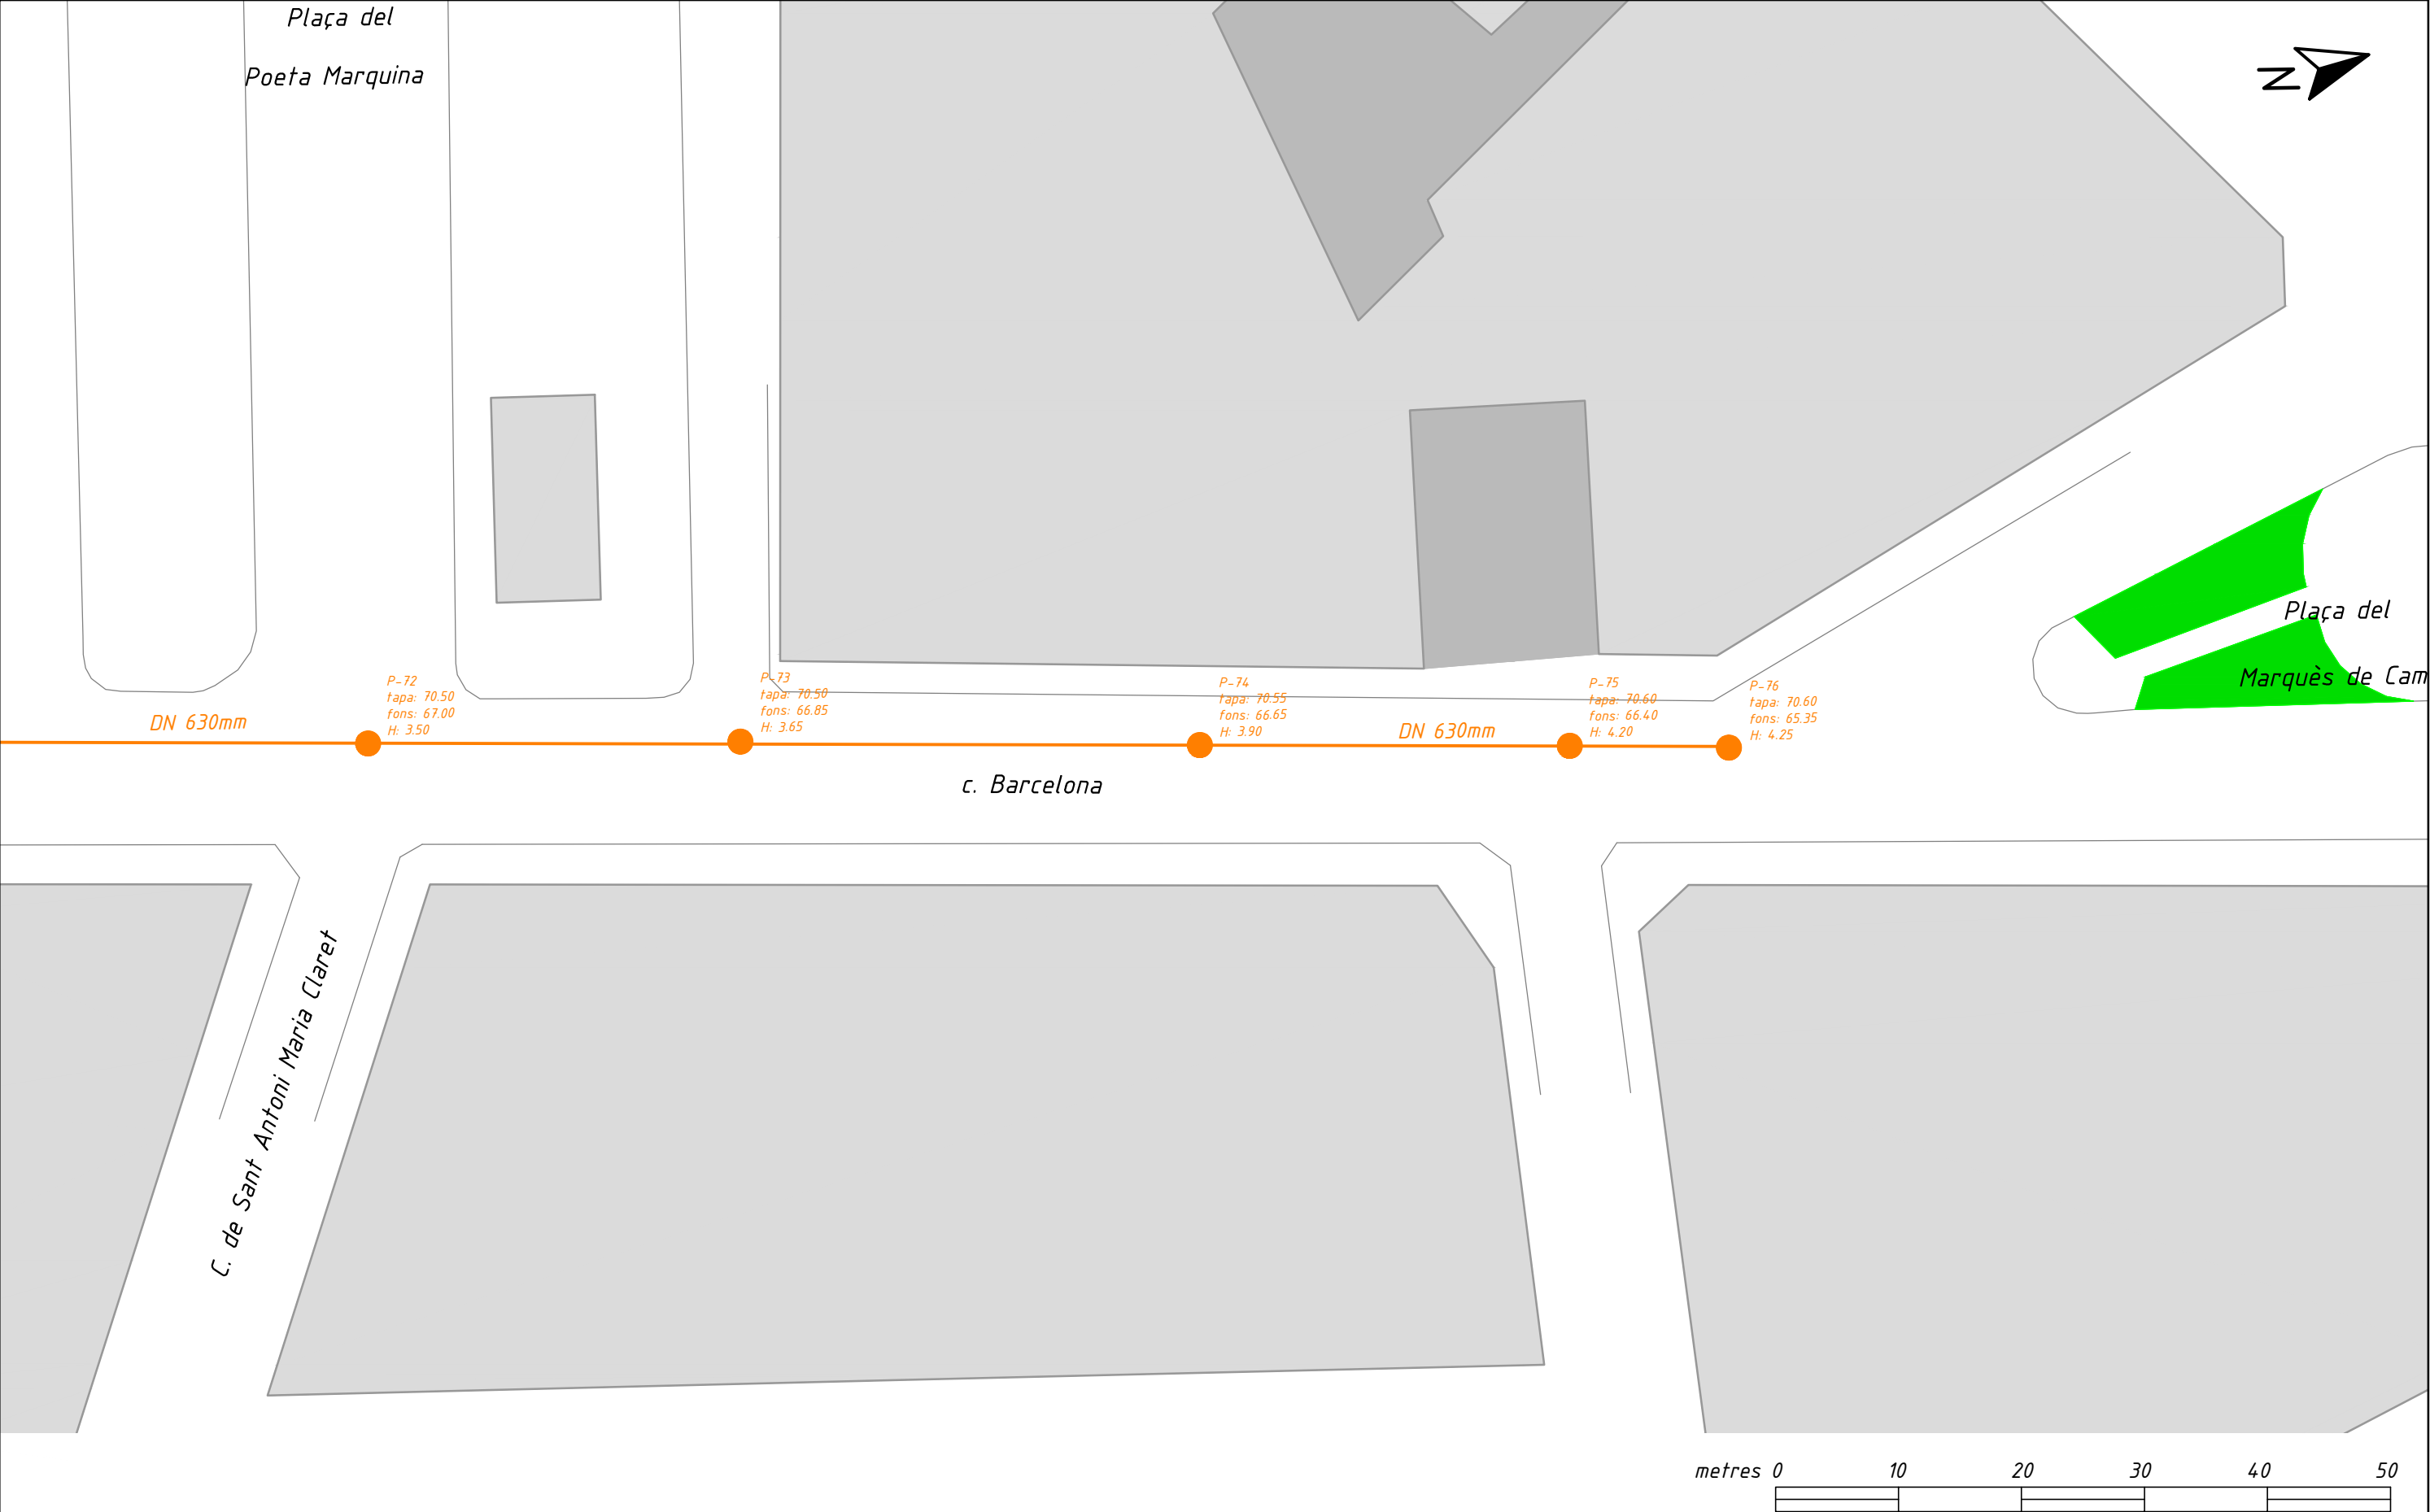 Plaça del
Poeta Marquina
N
P-72
tapa: 70.50
fons: 67.00
H: 3.50
DN 630mm
P-73
tapa: 70.50
fons: 66.85
H: 3.65
P-74
tapa: 70.55
fons: 66.65
H: 3.90
DN 630mm
P-75
tapa: 70.60
fons: 66.40
H: 4.20
P-76
tapa: 70.60
fons: 65.35
H: 4.25
Plaça del
Marquès de Cam
c. Barcelona
C. de Sant Antoni Maria Claret
metres 0 10 20 30 40 50